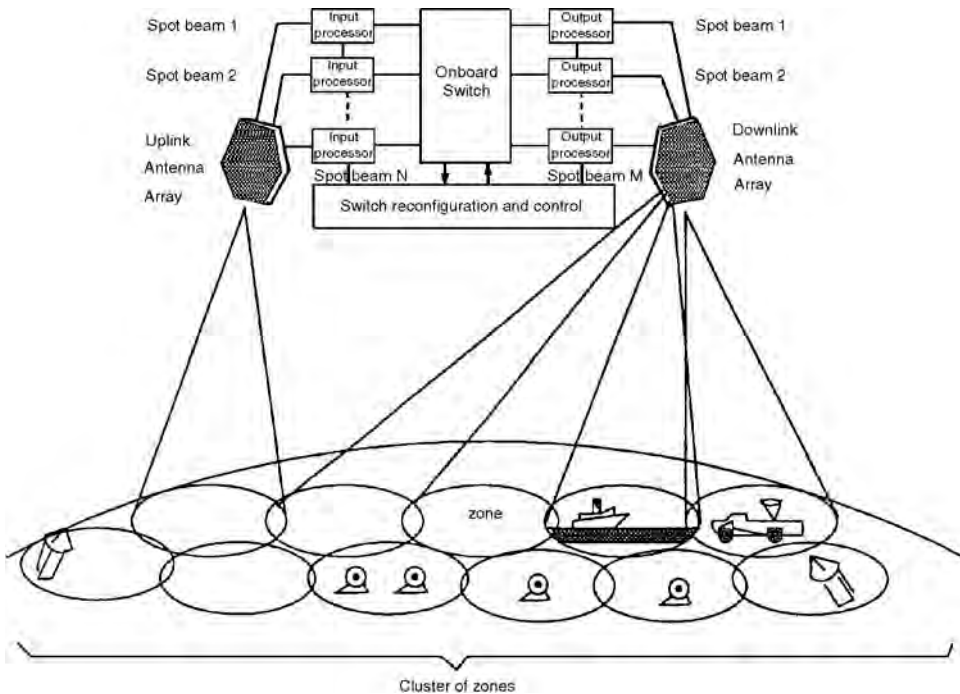 Spot beam 1
Input
processor
Output
processor
Spot beam 1
Spot beam 2
Input
processor
Onboard
Switch
Output
processor
Spot beam 2
Uplink
Antenna
Array
Input
processor
Output
processor
Downlink
Antenna
Array
Spot beam N
Spot beam M
Switch reconfiguration and control
zone
Cluster of zones